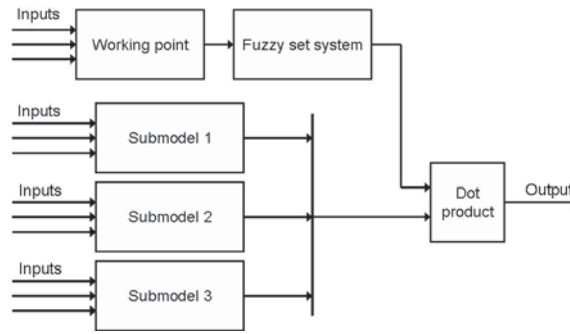 Inputs
Working point
Fuzzy set system
Inputs
Submodel 1
Inputs
Submodel 2
Dot
product
Output
Inputs
Submodel 3